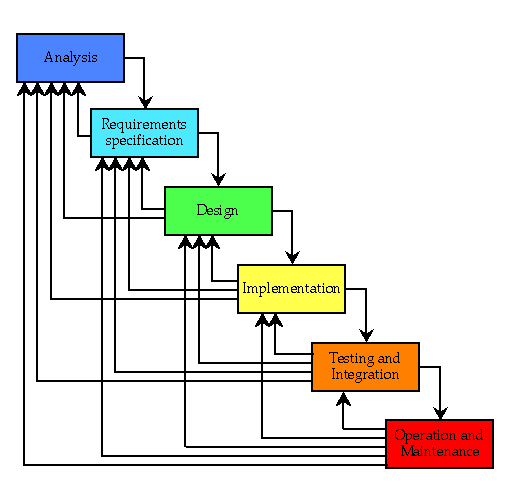 Analysis
Requirements
specification
Design
Implementation
Testing and
Integration
Operation and
Maintenance